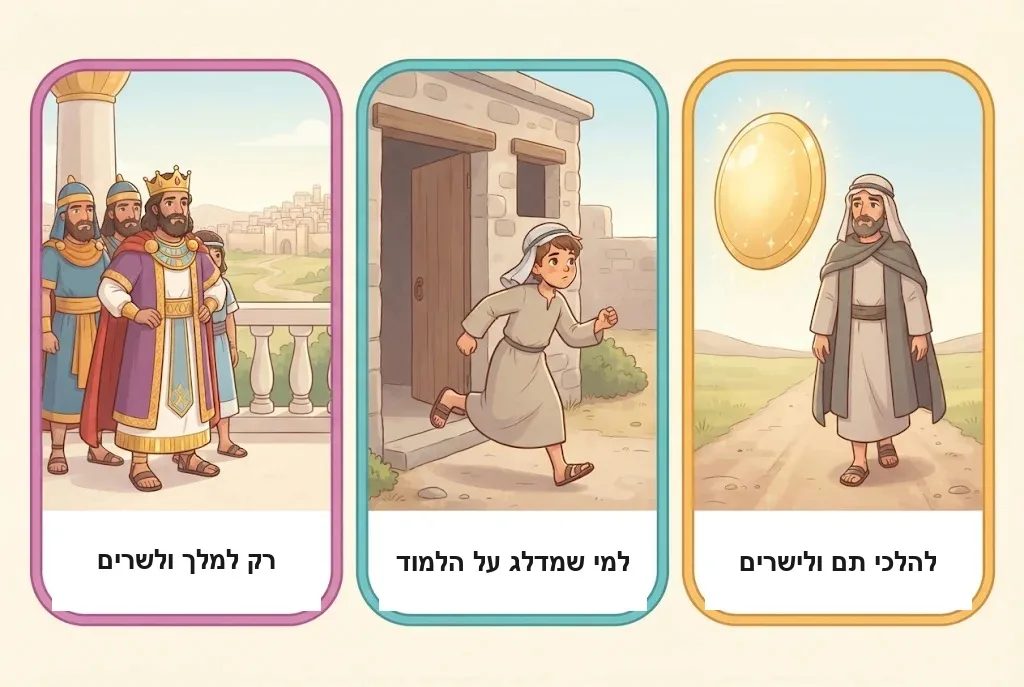 להלכי תם ולישרים
למי שמדלג על הלמוד
רק למלך ולשרים